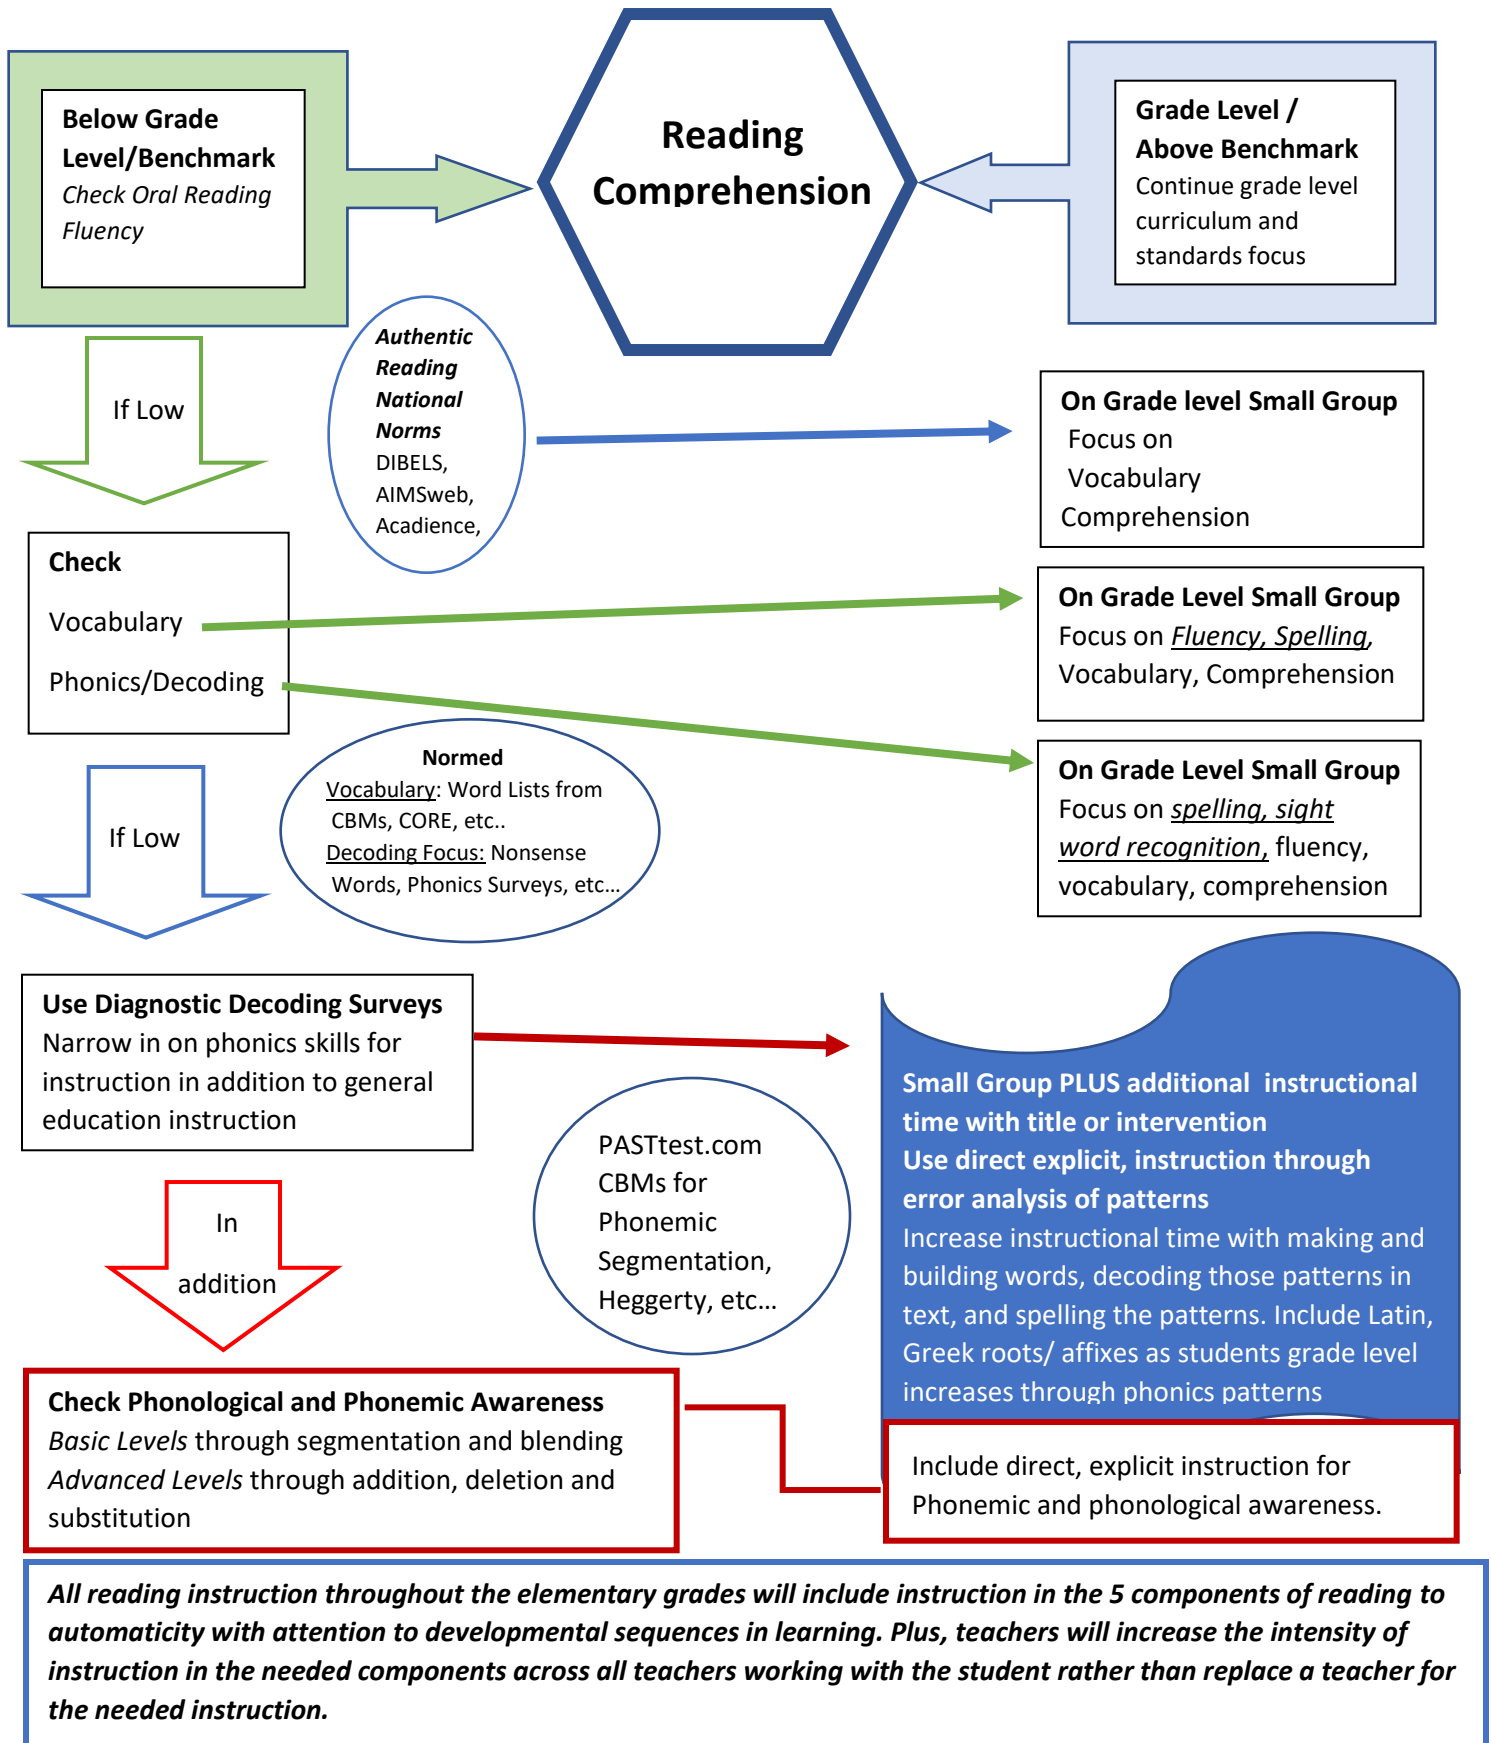 Reading
Comprehension
Below Grade
Level/Benchmark
Check Oral Reading
Fluency
Grade Level /
Above Benchmark
Continue grade level
curriculum and
standards focus
If Low
Authentic
Reading
National
Norms
DIBELS,
AIMSweb,
Acadience,
On Grade level Small Group
Focus on
Vocabulary
Comprehension
Check
Vocabulary
Phonics/Decoding
On Grade Level Small Group
Focus on Fluency, Spelling,
Vocabulary, Comprehension
On Grade Level Small Group
Focus on spelling, sight
word recognition, fluency,
vocabulary, comprehension
If Low
Normed
Vocabulary: Word Lists from
CBMs, CORE, etc..
Decoding Focus: Nonsense
Words, Phonics Surveys, etc…
Use Diagnostic Decoding Surveys
Narrow in on phonics skills for
instruction in addition to general
education instruction
Small Group PLUS additional  instructional
time with title or intervention
Use direct explicit, instruction through
error analysis of patterns
Increase instructional time with making and
building words, decoding those patterns in
text, and spelling the patterns. Include Latin,
Greek roots/ affixes as students grade level
increases through phonics patterns
PASTtest.com
CBMs for
Phonemic
Segmentation,
Heggerty, etc…
In
addition
Check Phonological and Phonemic Awareness
Basic Levels through segmentation and blending
Advanced Levels through addition, deletion and
substitution
Include direct, explicit instruction for
Phonemic and phonological awareness.
All reading instruction throughout the elementary grades will include instruction in the 5 components of reading to
automaticity with attention to developmental sequences in learning. Plus, teachers will increase the intensity of
instruction in the needed components across all teachers working with the student rather than replace a teacher for
the needed instruction.